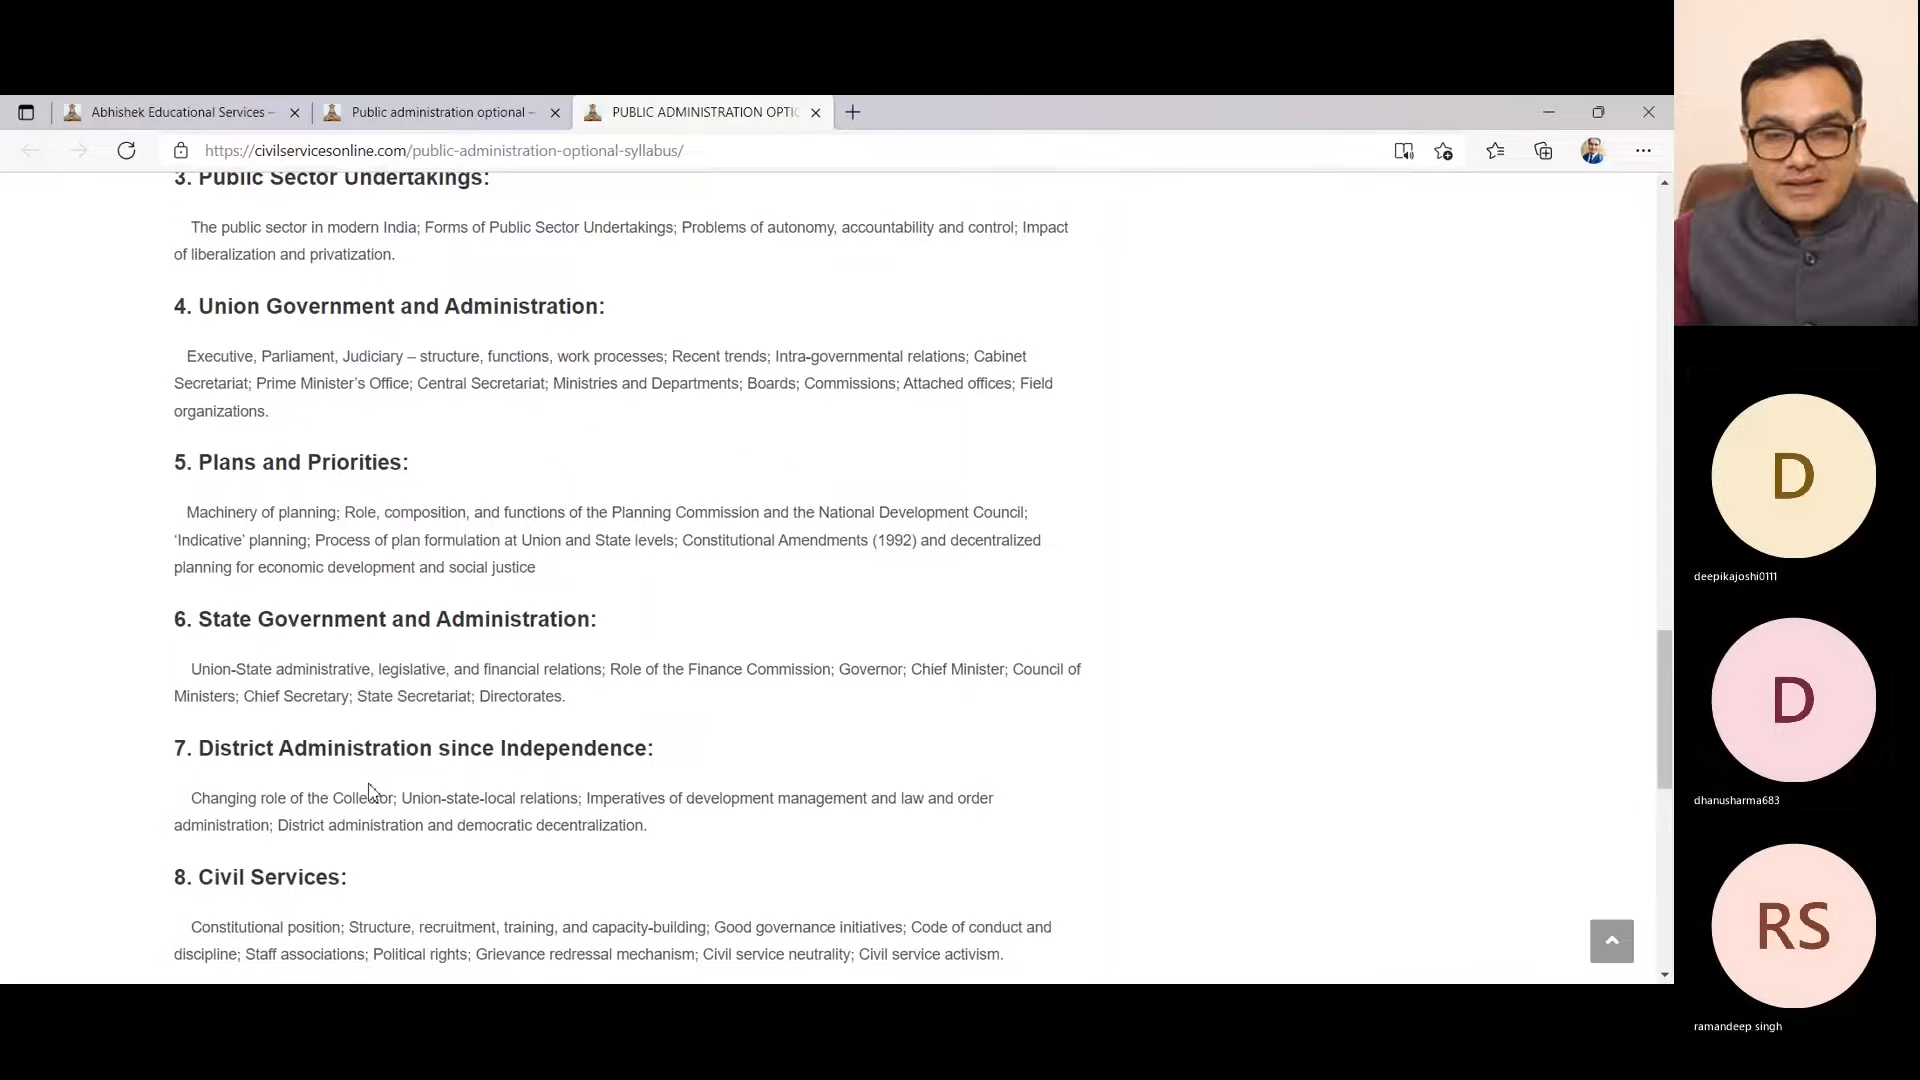 Abhishek Educational Services –
Public administration optional –
PUBLIC ADMINISTRATION OPTIO
https://civilservicesonline.com/public-administration-optional-syllabus/
3. Public Sector Undertakings:
The public sector in modern India; Forms of Public Sector Undertakings; Problems of autonomy, accountability and control; Impact
of liberalization and privatization.
4. Union Government and Administration:
Executive, Parliament, Judiciary – structure, functions, work processes; Recent trends; Intra-governmental relations; Cabinet
Secretariat; Prime Minister’s Office; Central Secretariat; Ministries and Departments; Boards; Commissions; Attached offices; Field
organizations.
5. Plans and Priorities:
Machinery of planning; Role, composition, and functions of the Planning Commission and the National Development Council;
‘Indicative’ planning; Process of plan formulation at Union and State levels; Constitutional Amendments (1992) and decentralized
planning for economic development and social justice
6. State Government and Administration:
Union-State administrative, legislative, and financial relations; Role of the Finance Commission; Governor; Chief Minister; Council of
Ministers; Chief Secretary; State Secretariat; Directorates.
7. District Administration since Independence:
Changing role of the Collector; Union-state-local relations; Imperatives of development management and law and order
administration; District administration and democratic decentralization.
8. Civil Services:
Constitutional position; Structure, recruitment, training, and capacity-building; Good governance initiatives; Code of conduct and
discipline; Staff associations; Political rights; Grievance redressal mechanism; Civil service neutrality; Civil service activism.
D
deepikajoshi0111
D
dhanusharma683
RS
ramandeep singh